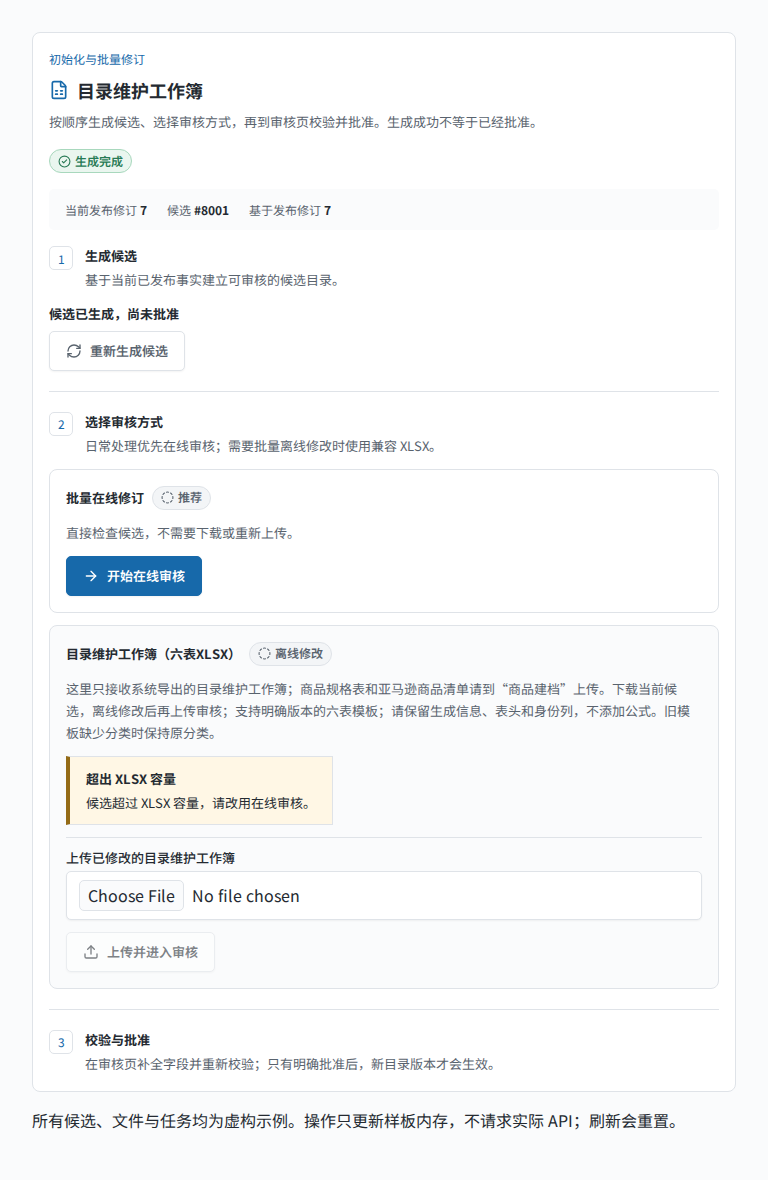 初始化与批量修订
目录维护工作簿
按顺序生成候选、选择审核方式，再到审核页校验并批准。生成成功不等于已经批准。
生成完成
当前发布修订 7 候选 #8001 基于发布修订 7
1 生成候选
基于当前已发布事实建立可审核的候选目录。
候选已生成，尚未批准
重新生成候选
2 选择审核方式
日常处理优先在线审核；需要批量离线修改时使用兼容 XLSX。
批量在线修订 推荐
直接检查候选，不需要下载或重新上传。
开始在线审核
目录维护工作簿（六表XLSX） 离线修改
这里只接收系统导出的目录维护工作簿；商品规格表和亚马逊商品清单请到“商品建档”上传。下载当前候
选，离线修改后再上传审核；支持明确版本的六表模板；请保留生成信息、表头和身份列，不添加公式。旧模
板缺少分类时保持原分类。
超出 XLSX 容量
候选超过 XLSX 容量，请改用在线审核。
上传已修改的目录维护工作簿
Choose File No file chosen
上传并进入审核
3 校验与批准
在审核页补全字段并重新校验；只有明确批准后，新目录版本才会生效。
所有候选、文件与任务均为虚构示例。操作只更新样板内存，不请求实际 API；刷新会重置。